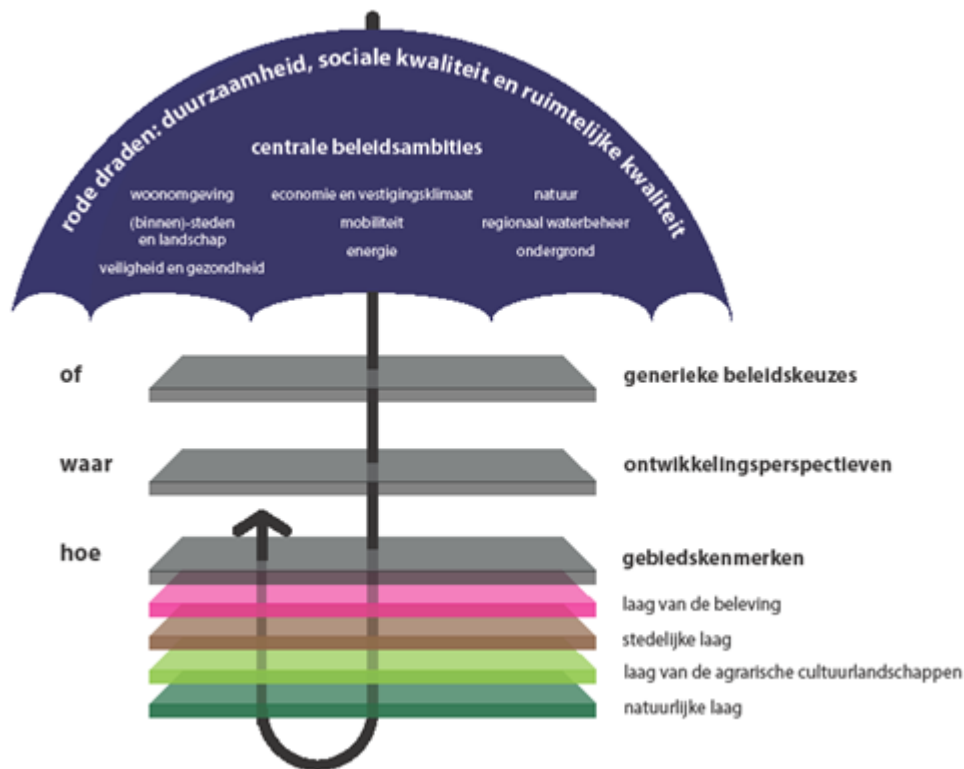 rode draden: duurzaamheid, sociale kwaliteit en ruimtelijke kwaliteit
centrale beleidsambities
woonomgeving
(binnen)-steden
en landschap
veiligheid en gezondheid
economie en vestigingsklimaat
mobiliteit
energie
natuur
regionaal waterbeheer
ondergrond
of
generieke beleidskeuzes
waar
ontwikkelingsperspectieven
hoe
gebiedskenmerken
laag van de beleving
stedelijke laag
laag van de agrarische cultuurlandschappen
natuurlijke laag